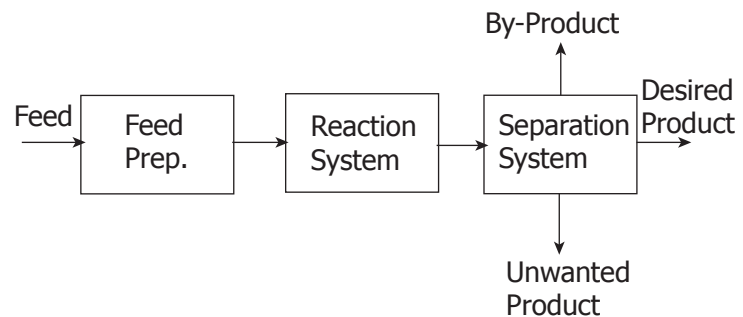 By-Product
Feed
Feed
Prep.
Reaction
System
Separation
System
Desired
Product
Unwanted
Product